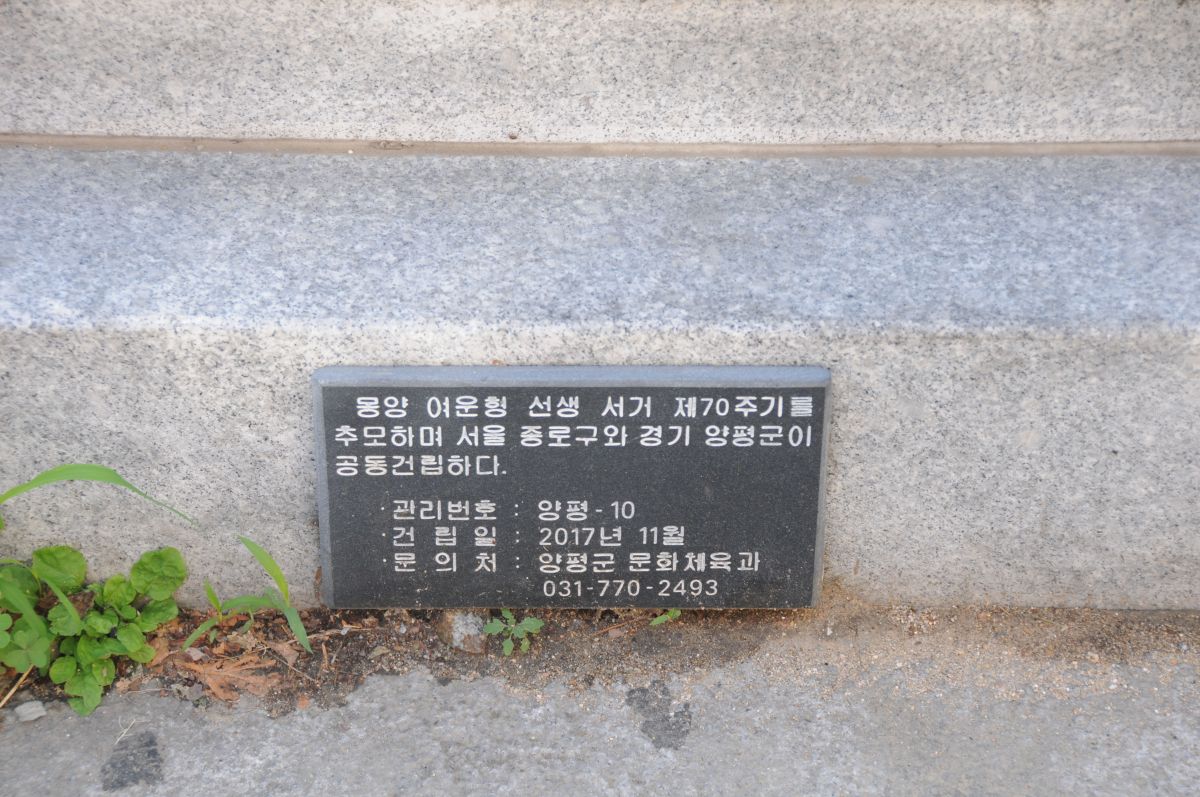 몽양 여운형 선생 서거 제70주기를
추모하며 서울 종로구와 경기 양평군이
공동건립하다.
·관리번호 : 양평-10
·건 립 일 : 2017년 11월
·문 의 처 : 양평군 문화체육과
031-770-2493